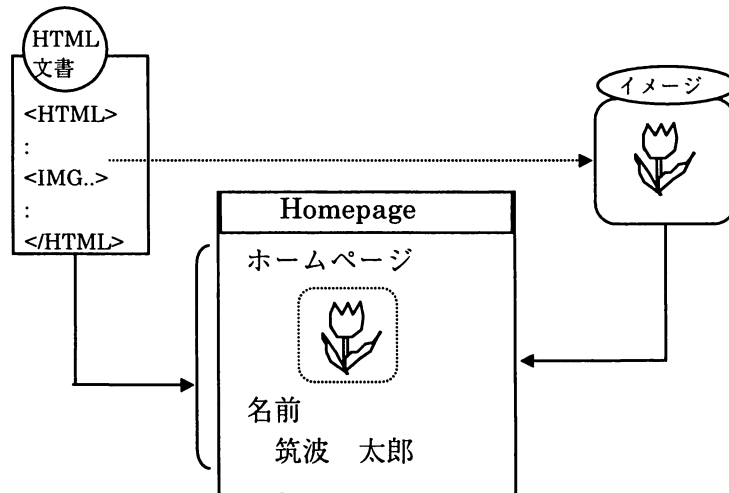 HTML
文書
<HTML>
:
<IMG..>
:
</HTML>
イメージ
Homepage
ホームページ
名前
筑波　太郎